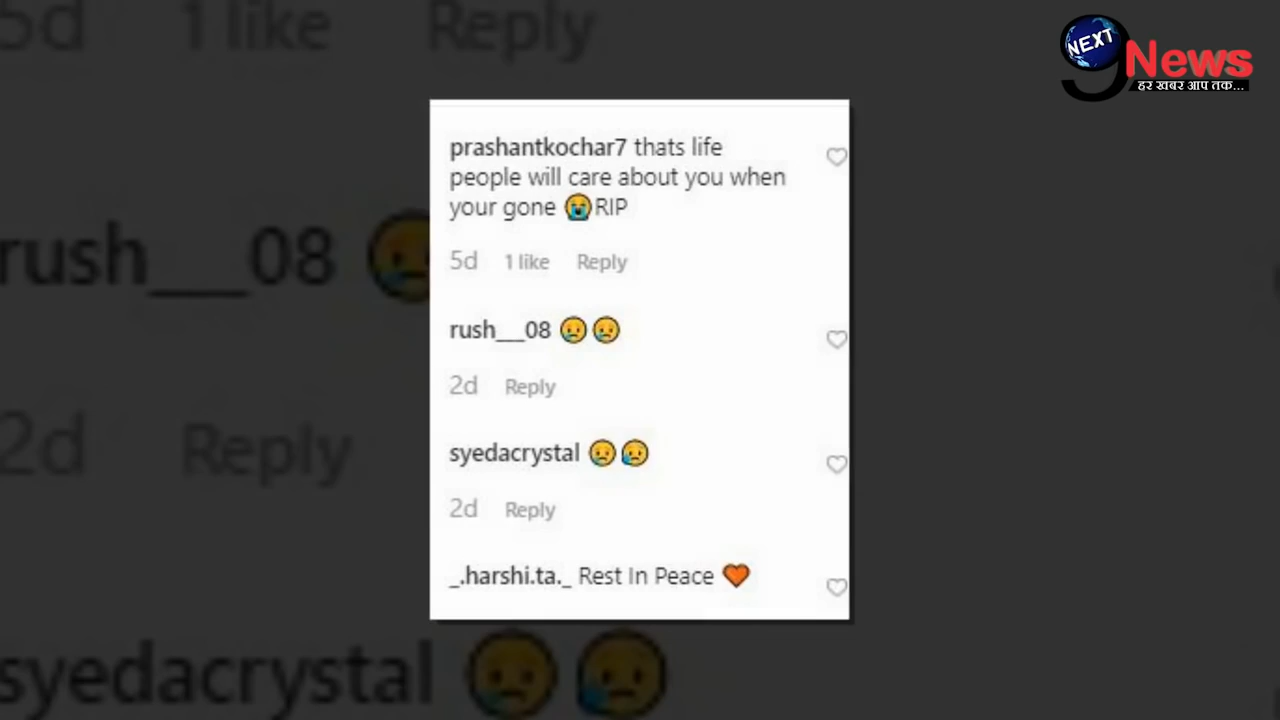 5d 1 like Reply
NEXT
9 News
हर खबर आप तक...
prashantkochar7 thats life
people will care about you when
your gone 😭RIP
5d 1 like Reply
rush___08 😥😥
2d Reply
syedacrystal 😥😥
2d Reply
_.harshi.ta._ Rest In Peace 🧡
rush___08 😥
2d Reply
syedacrystal 😥😥